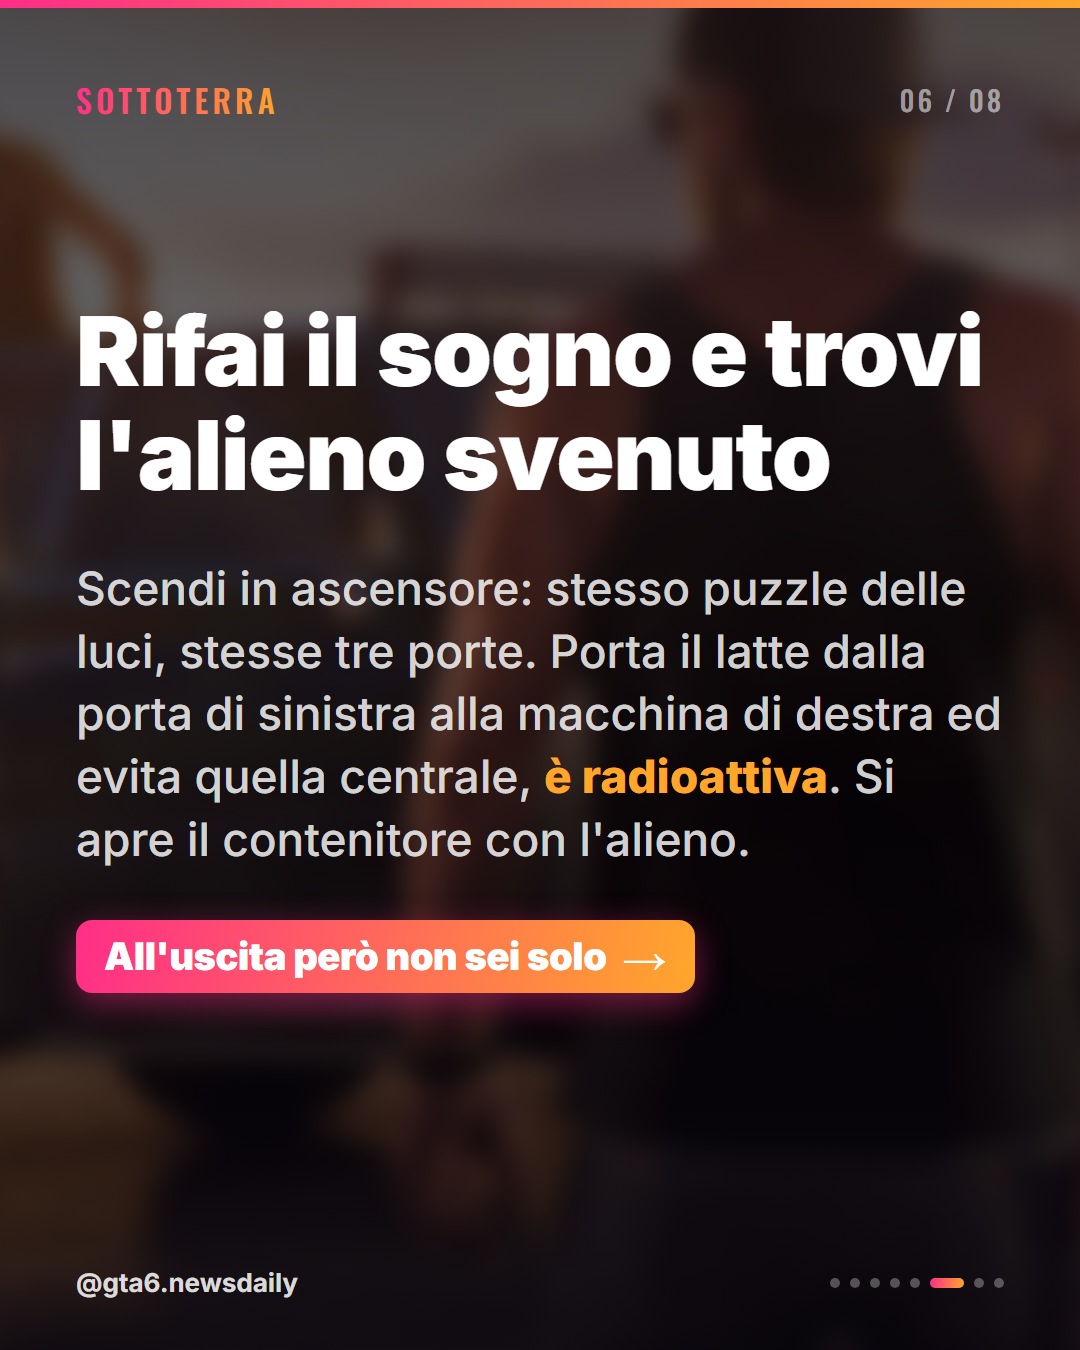 SOTTOTERRA
06 / 08
Rifai il sogno e trovi
l'alieno svenuto
Scendi in ascensore: stesso puzzle delle
luci, stesse tre porte. Porta il latte dalla
porta di sinistra alla macchina di destra ed
evita quella centrale, è radioattiva. Si
apre il contenitore con l'alieno.
All'uscita però non sei solo →
@gta6.newsdaily